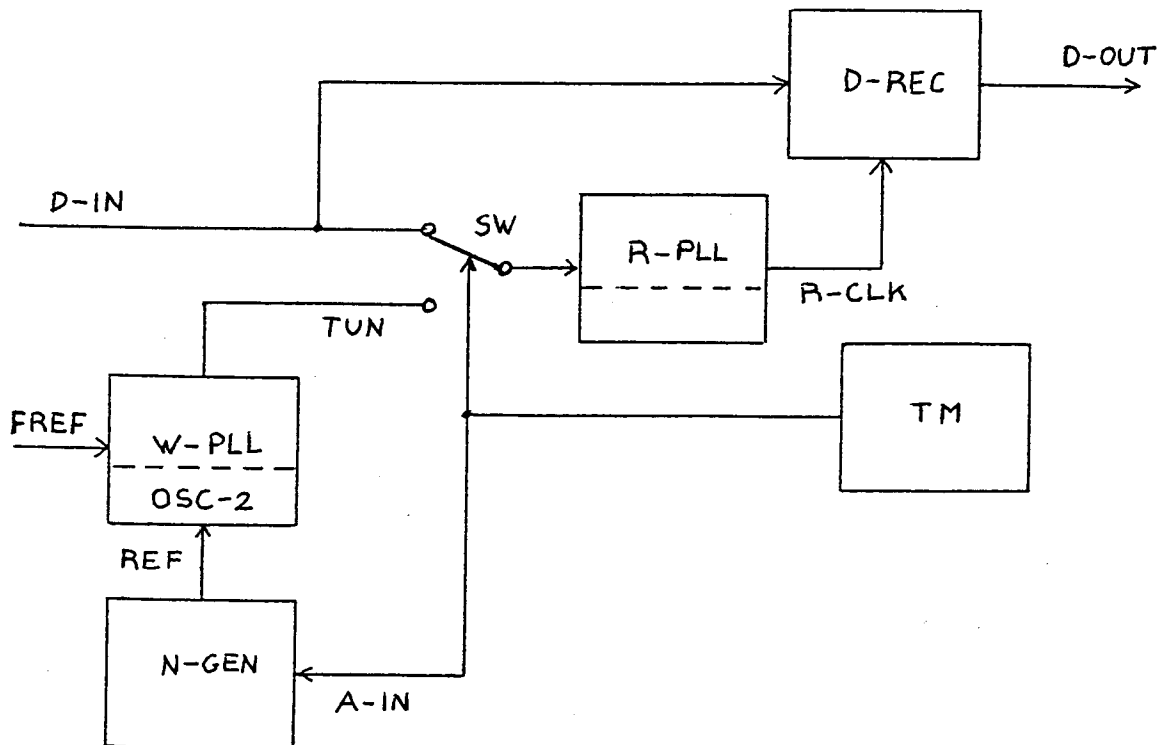 D-OUT
D-REC
D-IN
SW
R-PLL
R-CLK
TUN
TM
FREF
W-PLL
OSC-2
REF
N-GEN
A-IN